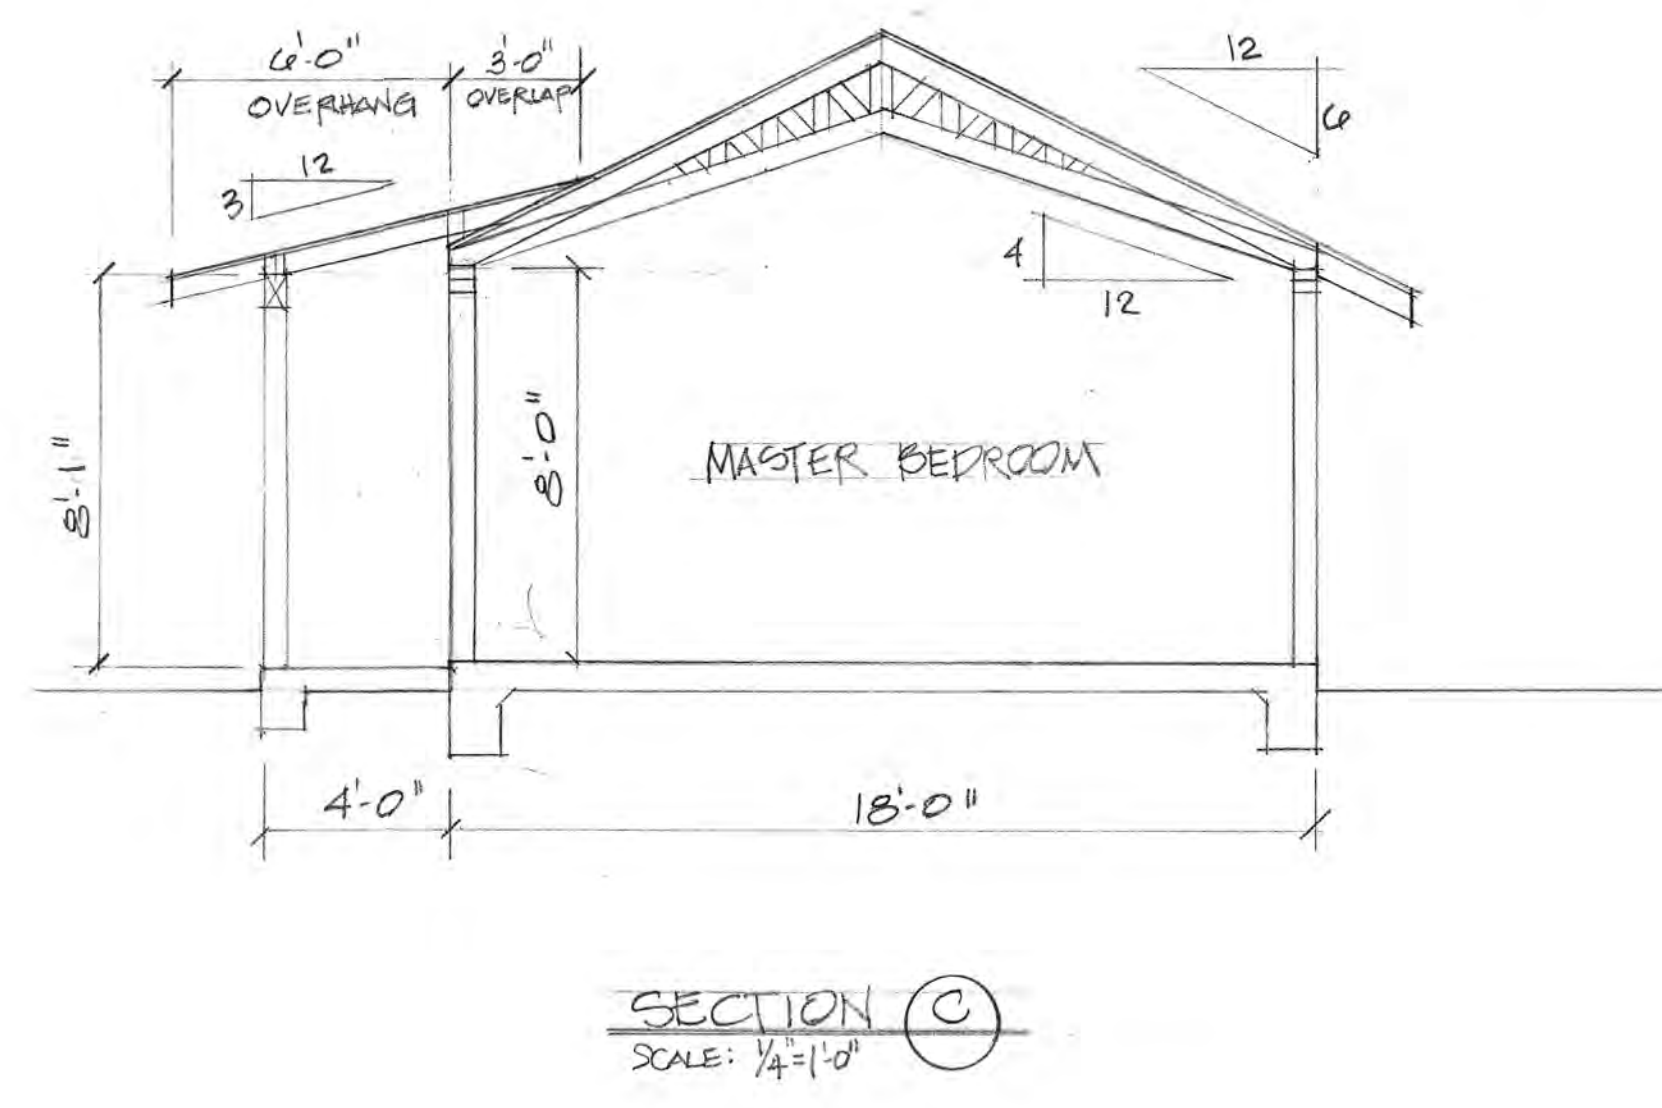 6'-0"
3'-0"
OVERHANG
OVERLAP
12
6
12
3
4
12
8'-1"
8'-0"
MASTER BEDROOM
4'-0"
18'-0"
SECTION C
SCALE: 1/4"=1'-0"